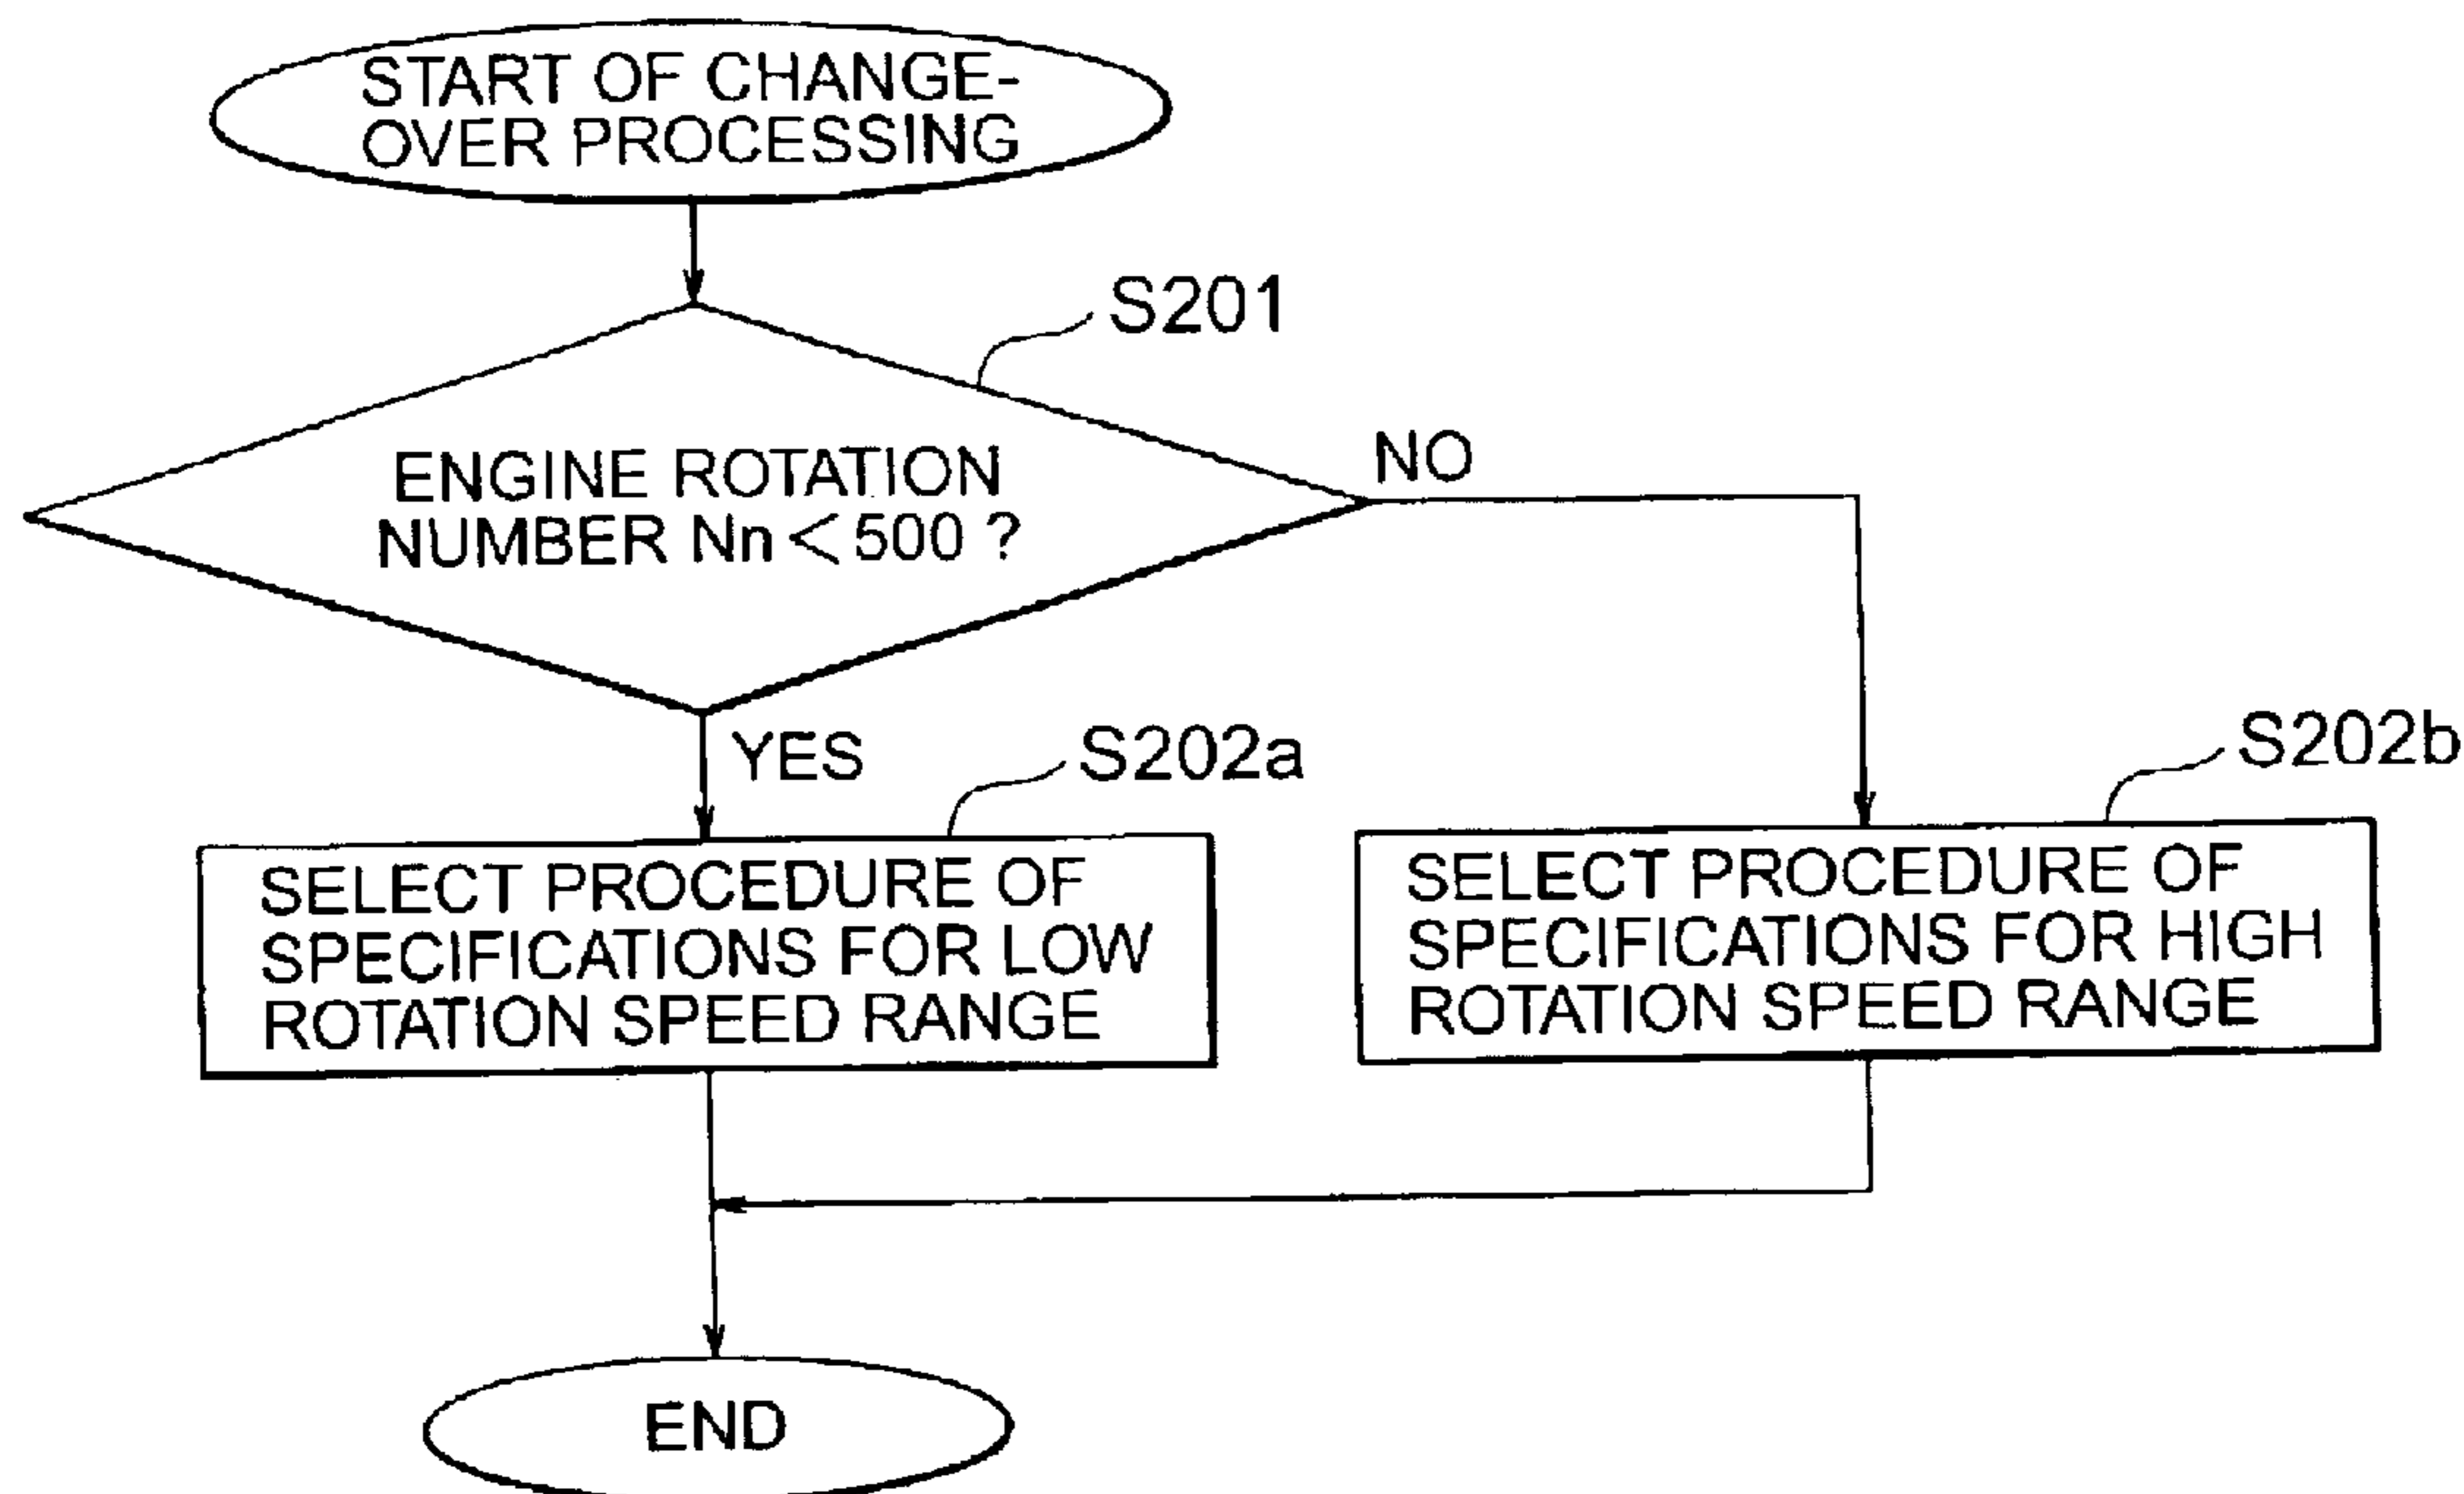 START OF CHANGE-
OVER PROCESSING
S201
ENGINE ROTATION
NUMBER Nn < 500 ?
NO
YES
S202a
SELECT PROCEDURE OF
SPECIFICATIONS FOR LOW
ROTATION SPEED RANGE
S202b
SELECT PROCEDURE OF
SPECIFICATIONS FOR HIGH
ROTATION SPEED RANGE
END